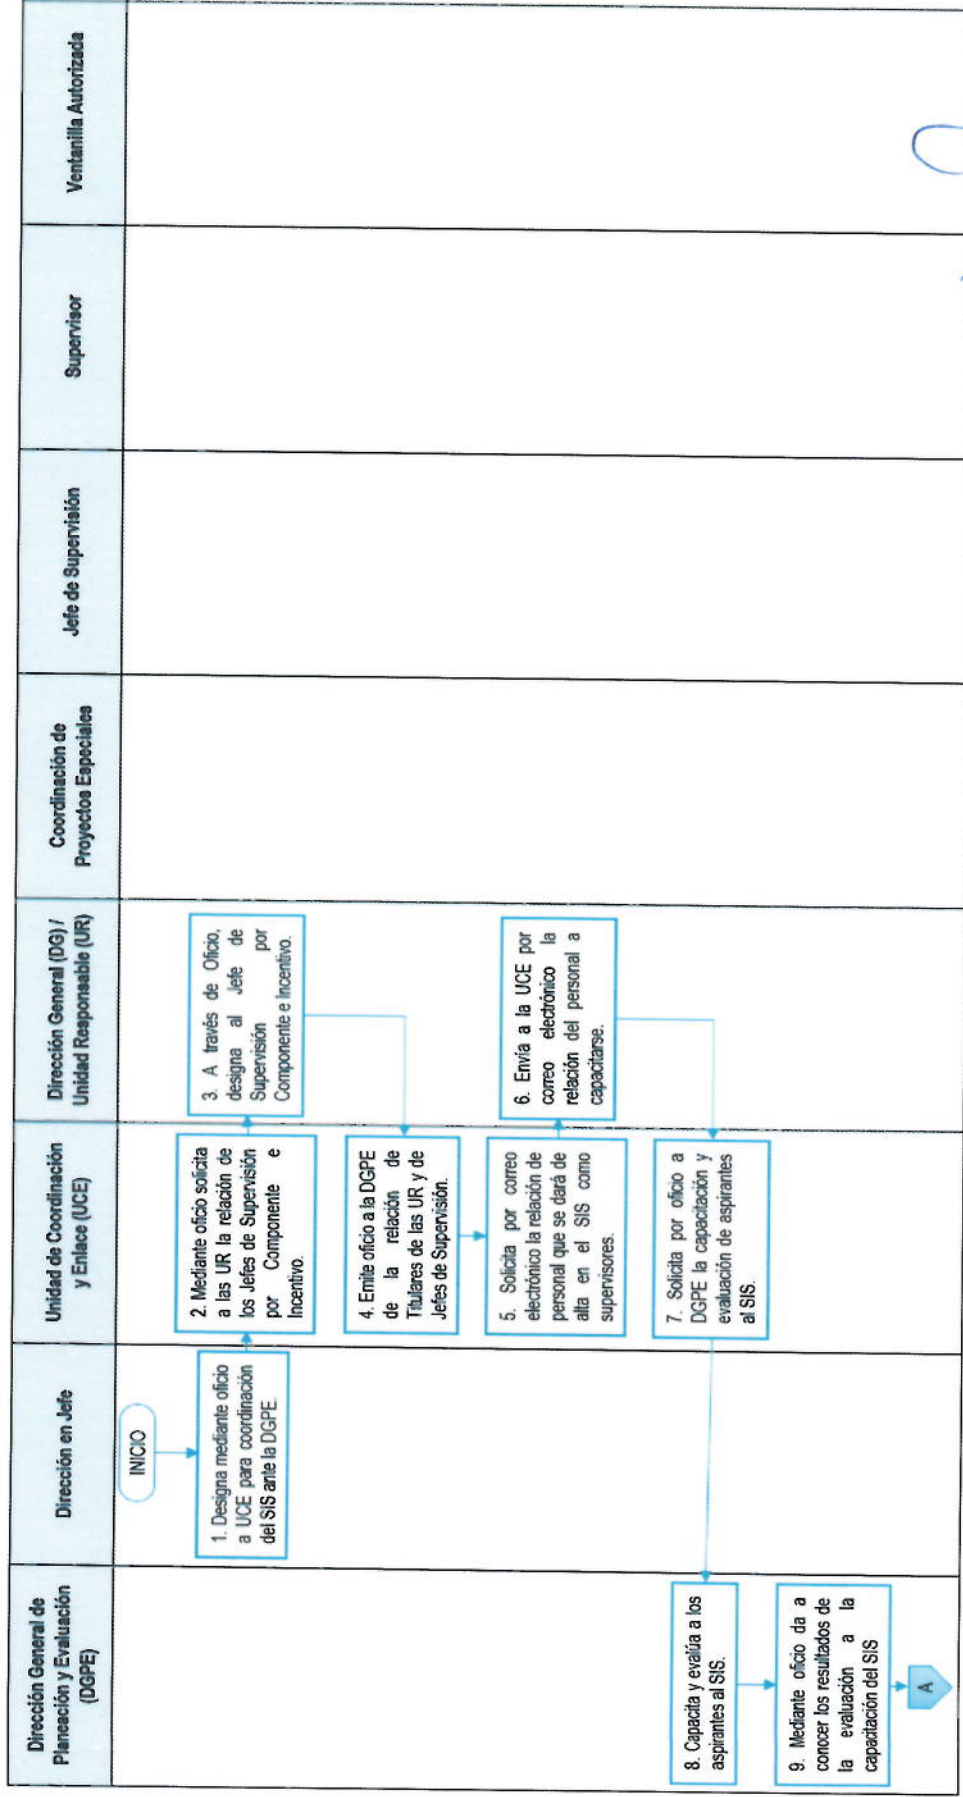 Dirección General de
Planeación y Evaluación
(DGPE)
Dirección en Jefe
Unidad de Coordinación
y Enlace (UCE)
Dirección General (DG) /
Unidad Responsable (UR)
Coordinación de
Proyectos Especiales
Jefe de Supervisión
Supervisor
Ventanilla Autorizada
INICIO
1. Designa mediante oficio
a UCE para coordinación
del SIS ante la DGPE.
2. Mediante oficio solicita
a las UR la relación de
los Jefes de Supervisión
por Componente e
Incentivo.
3. A través de Oficio,
designa al Jefe de
Supervisión por
Componente e Incentivo.
4. Emite oficio a la DGPE
de la relación de
Titulares de las UR y de
Jefes de Supervisión.
5. Solicita por correo
electrónico la relación de
personal que se dará de
alta en el SIS como
supervisores.
6. Envía a la UCE por
correo electrónico la
relación del personal a
capacitarse.
7. Solicita por oficio a
DGPE la capacitación y
evaluación de aspirantes
al SIS.
8. Capacita y evalúa a los
aspirantes al SIS.
9. Mediante oficio da a
conocer los resultados de
la evaluación a la
capacitación del SIS
A